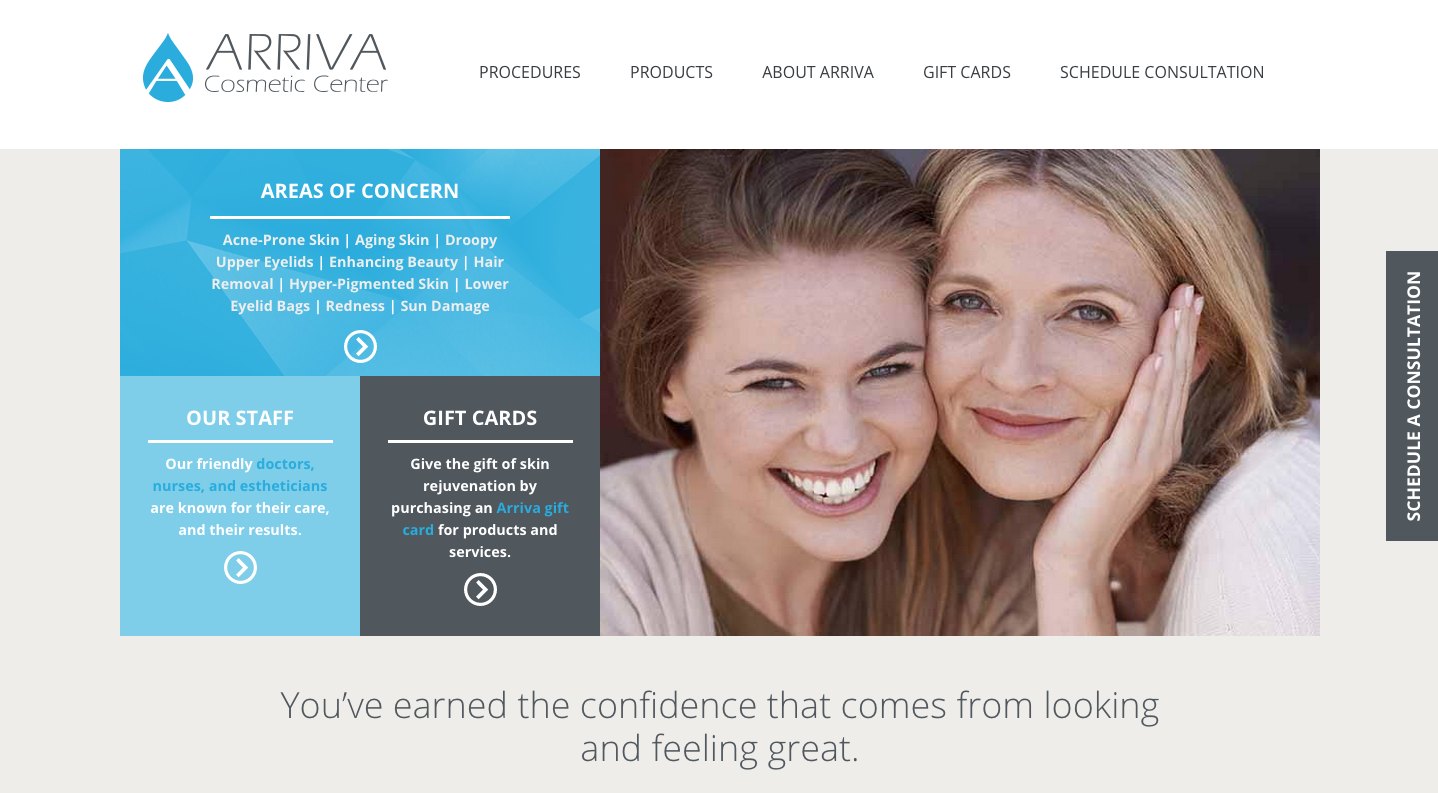 ARRIVA
Cosmetic Center
PROCEDURES
PRODUCTS
ABOUT ARRIVA
GIFT CARDS
SCHEDULE CONSULTATION
AREAS OF CONCERN
Acne-Prone Skin | Aging Skin | Droopy
Upper Eyelids | Enhancing Beauty | Hair
Removal | Hyper-Pigmented Skin | Lower
Eyelid Bags | Redness | Sun Damage
OUR STAFF
Our friendly doctors,
nurses, and estheticians
are known for their care,
and their results.
GIFT CARDS
Give the gift of skin
rejuvenation by
purchasing an Arriva gift
card for products and
services.
SCHEDULE A CONSULTATION
You’ve earned the confidence that comes from looking
and feeling great.